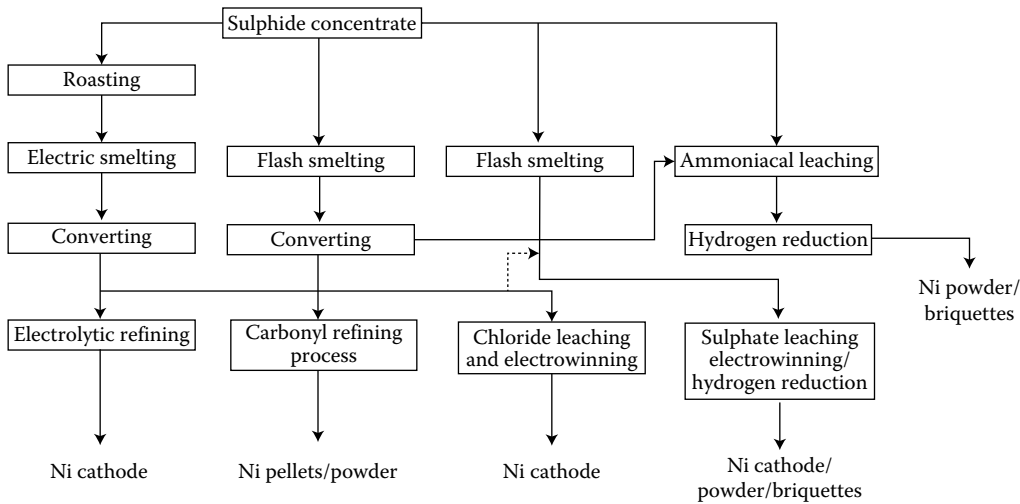 Sulphide concentrate
Roasting
Electric smelting
Flash smelting
Flash smelting
Ammoniacal leaching
Converting
Converting
Hydrogen reduction
Ni powder/
briquettes
Electrolytic refining
Carbonyl refining
process
Chloride leaching
and electrowinning
Sulphate leaching
electrowinning/
hydrogen reduction
Ni cathode
Ni pellets/powder
Ni cathode
Ni cathode/
powder/briquettes